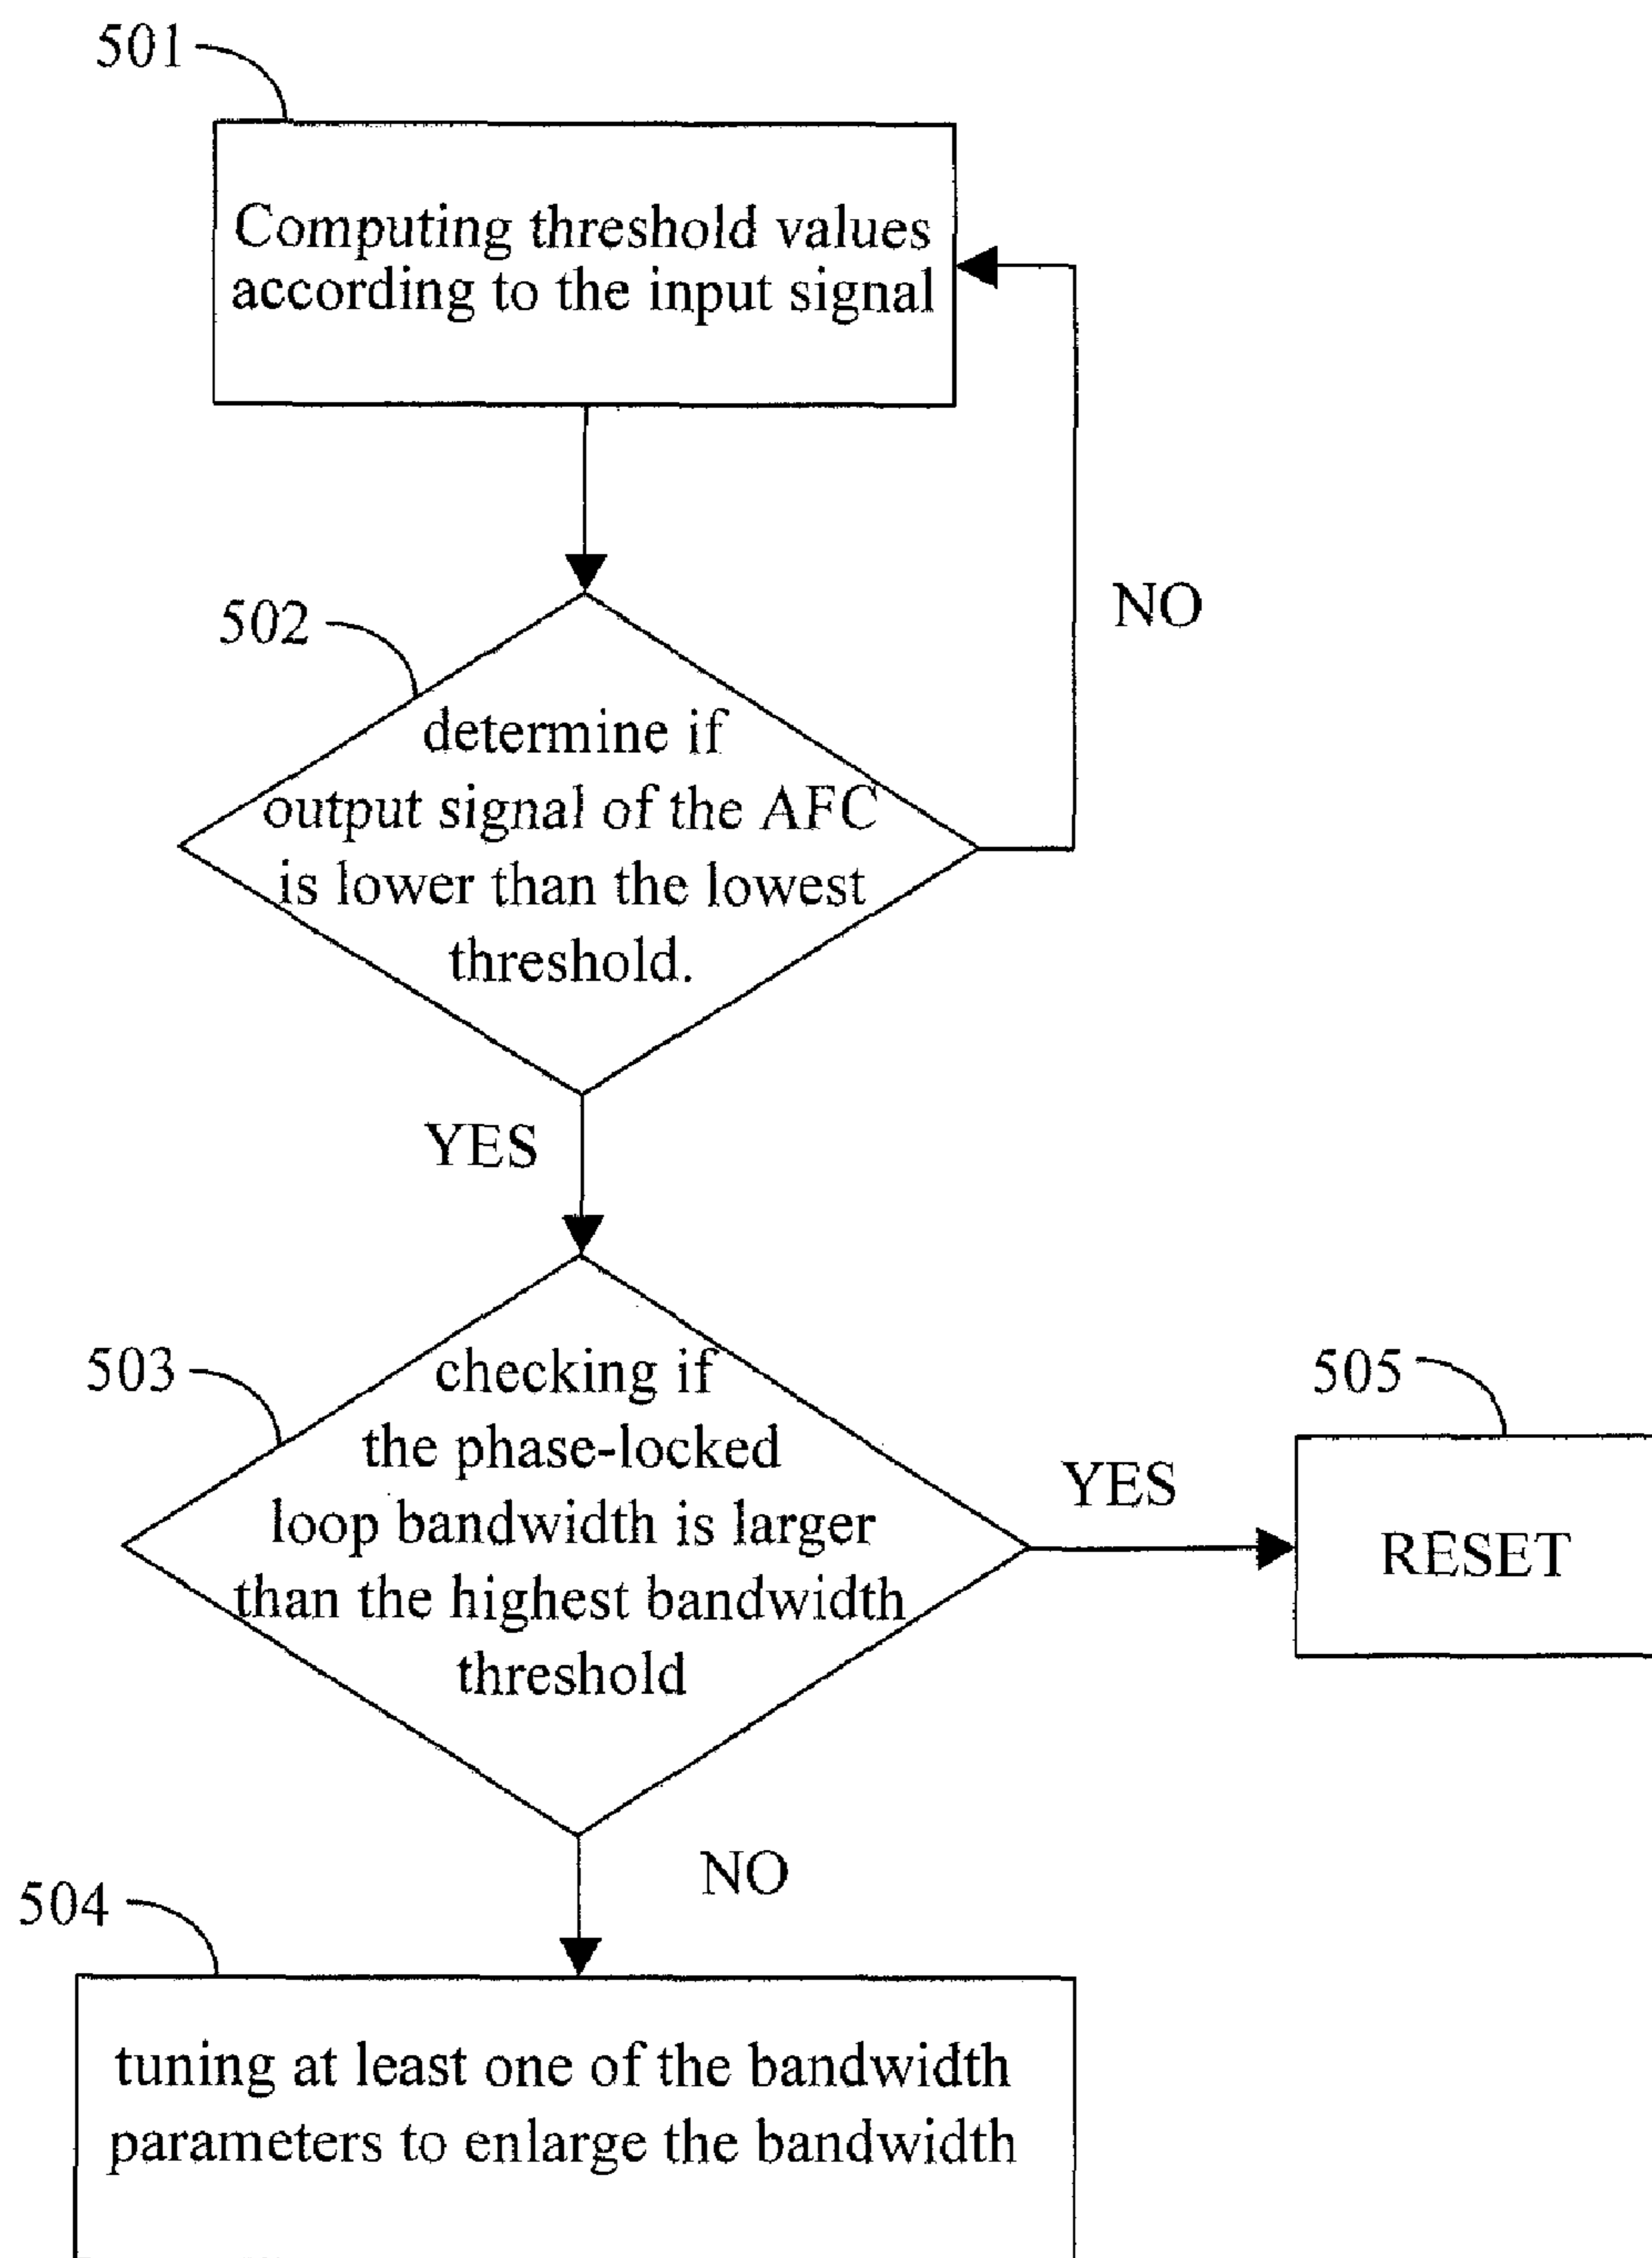 501
Computing threshold values
according to the input signal
NO
502
determine if
output signal of the AFC
is lower than the lowest
threshold.
YES
503
checking if
the phase-locked
loop bandwidth is larger
than the highest bandwidth
threshold
505
YES
RESET
NO
504
tuning at least one of the bandwidth
parameters to enlarge the bandwidth